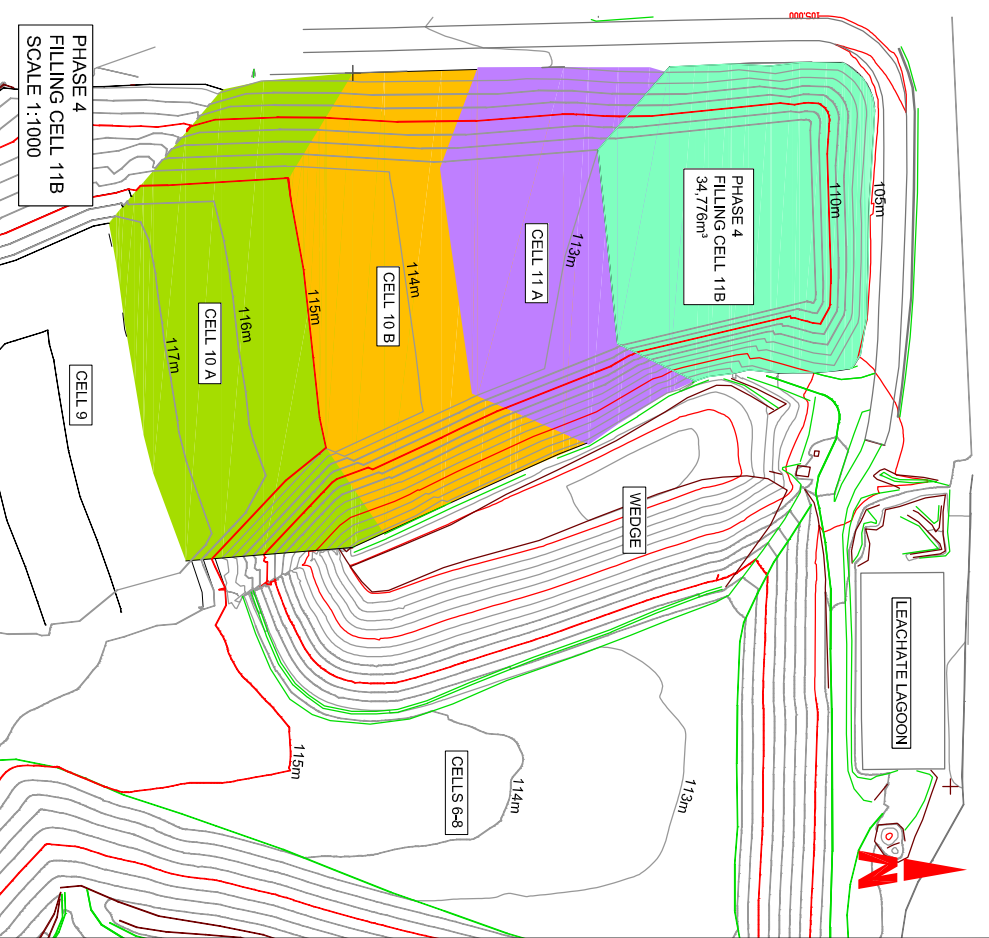 PHASE 4
FILLING CELL 11B
SCALE 1:1000
105.000
PHASE 4
FILLING CELL 11B
34,776m³
110m
105m
CELL 11 A
113m
CELL 10 B
114m
115m
CELL 10 A
116m
117m
CELL 9
WEDGE
LEACHATE LAGOON
CELLS 6-8
115m
114m
113m
N